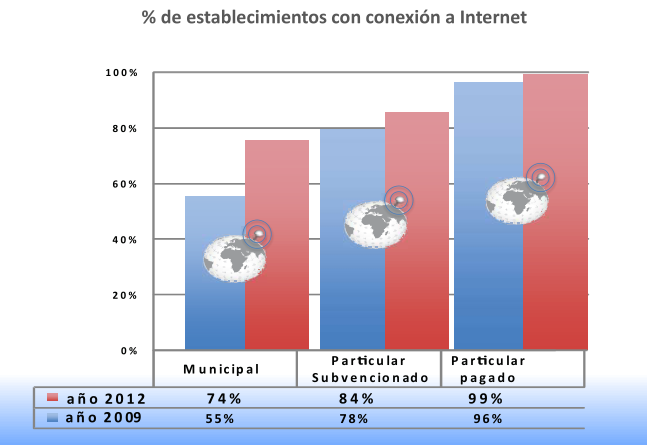 % de establecimientos con conexión a Internet
100%
80%
60%
40%
20%
0%
Municipal
Particular
Subvencionado
Particular
pagado
año 2012 74% 84% 99%
año 2009 55% 78% 96%